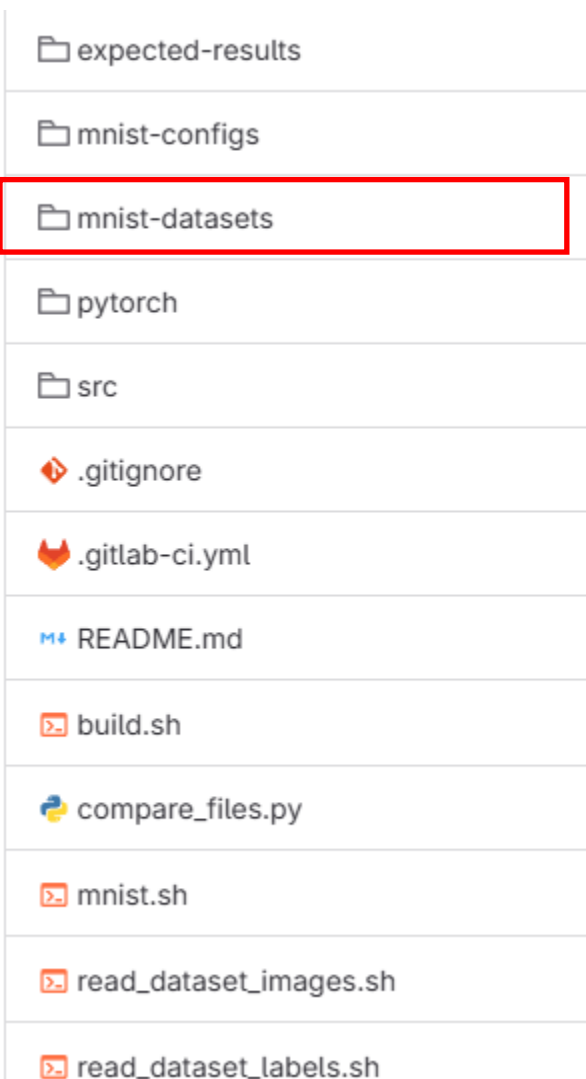 expected-results
mnist-configs
mnist-datasets
pytorch
src
.gitignore
.gitlab-ci.yml
README.md
build.sh
compare_files.py
mnist.sh
read_dataset_images.sh
read_dataset_labels.sh